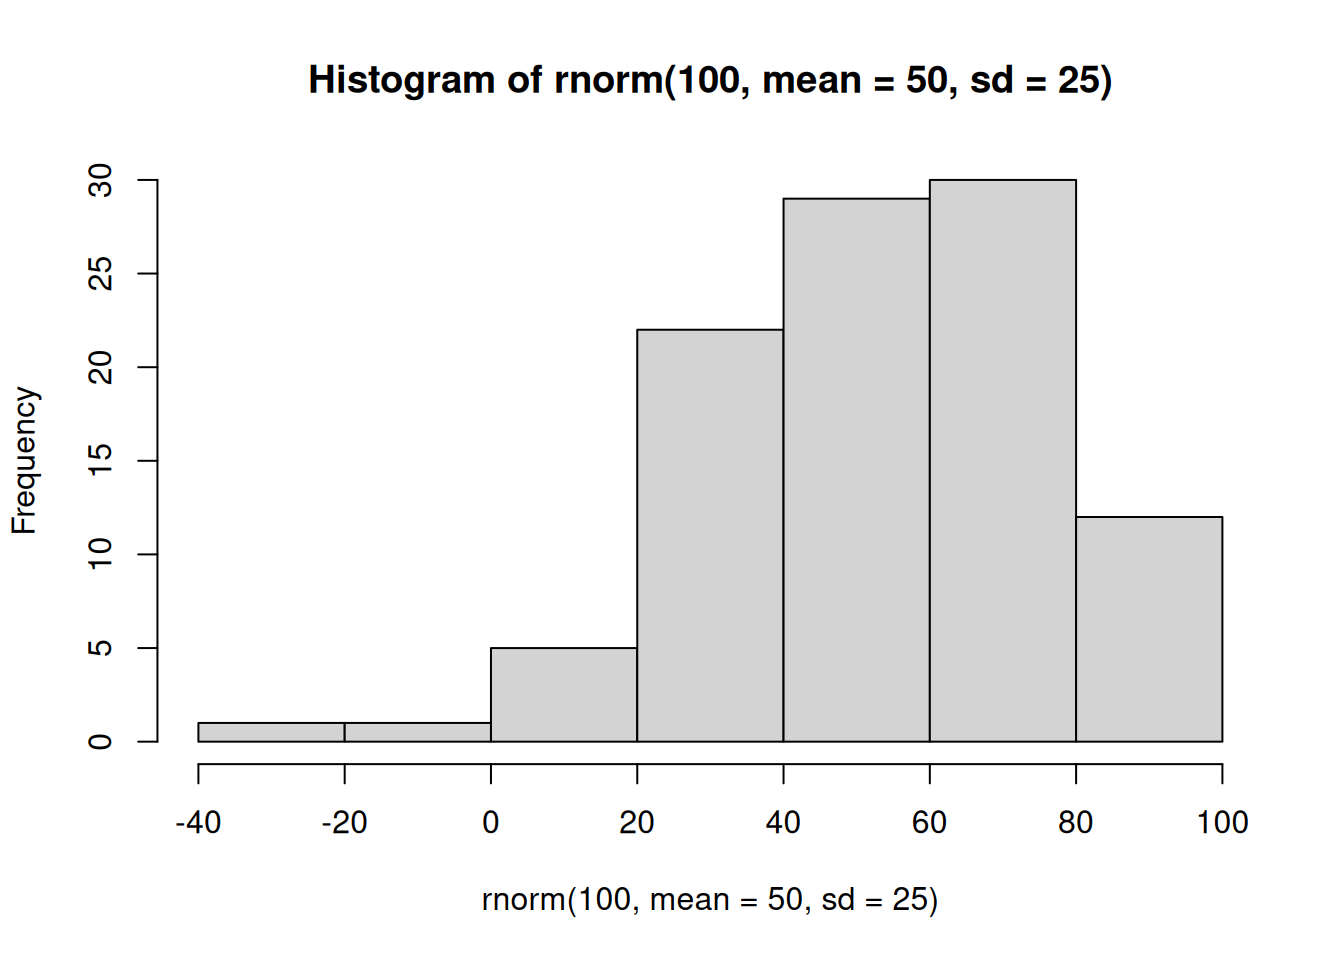 Histogram of rnorm(100, mean = 50, sd = 25)
30
25
20
15
10
5
0
Frequency
-40 -20 0 20 40 60 80 100
rnorm(100, mean = 50, sd = 25)